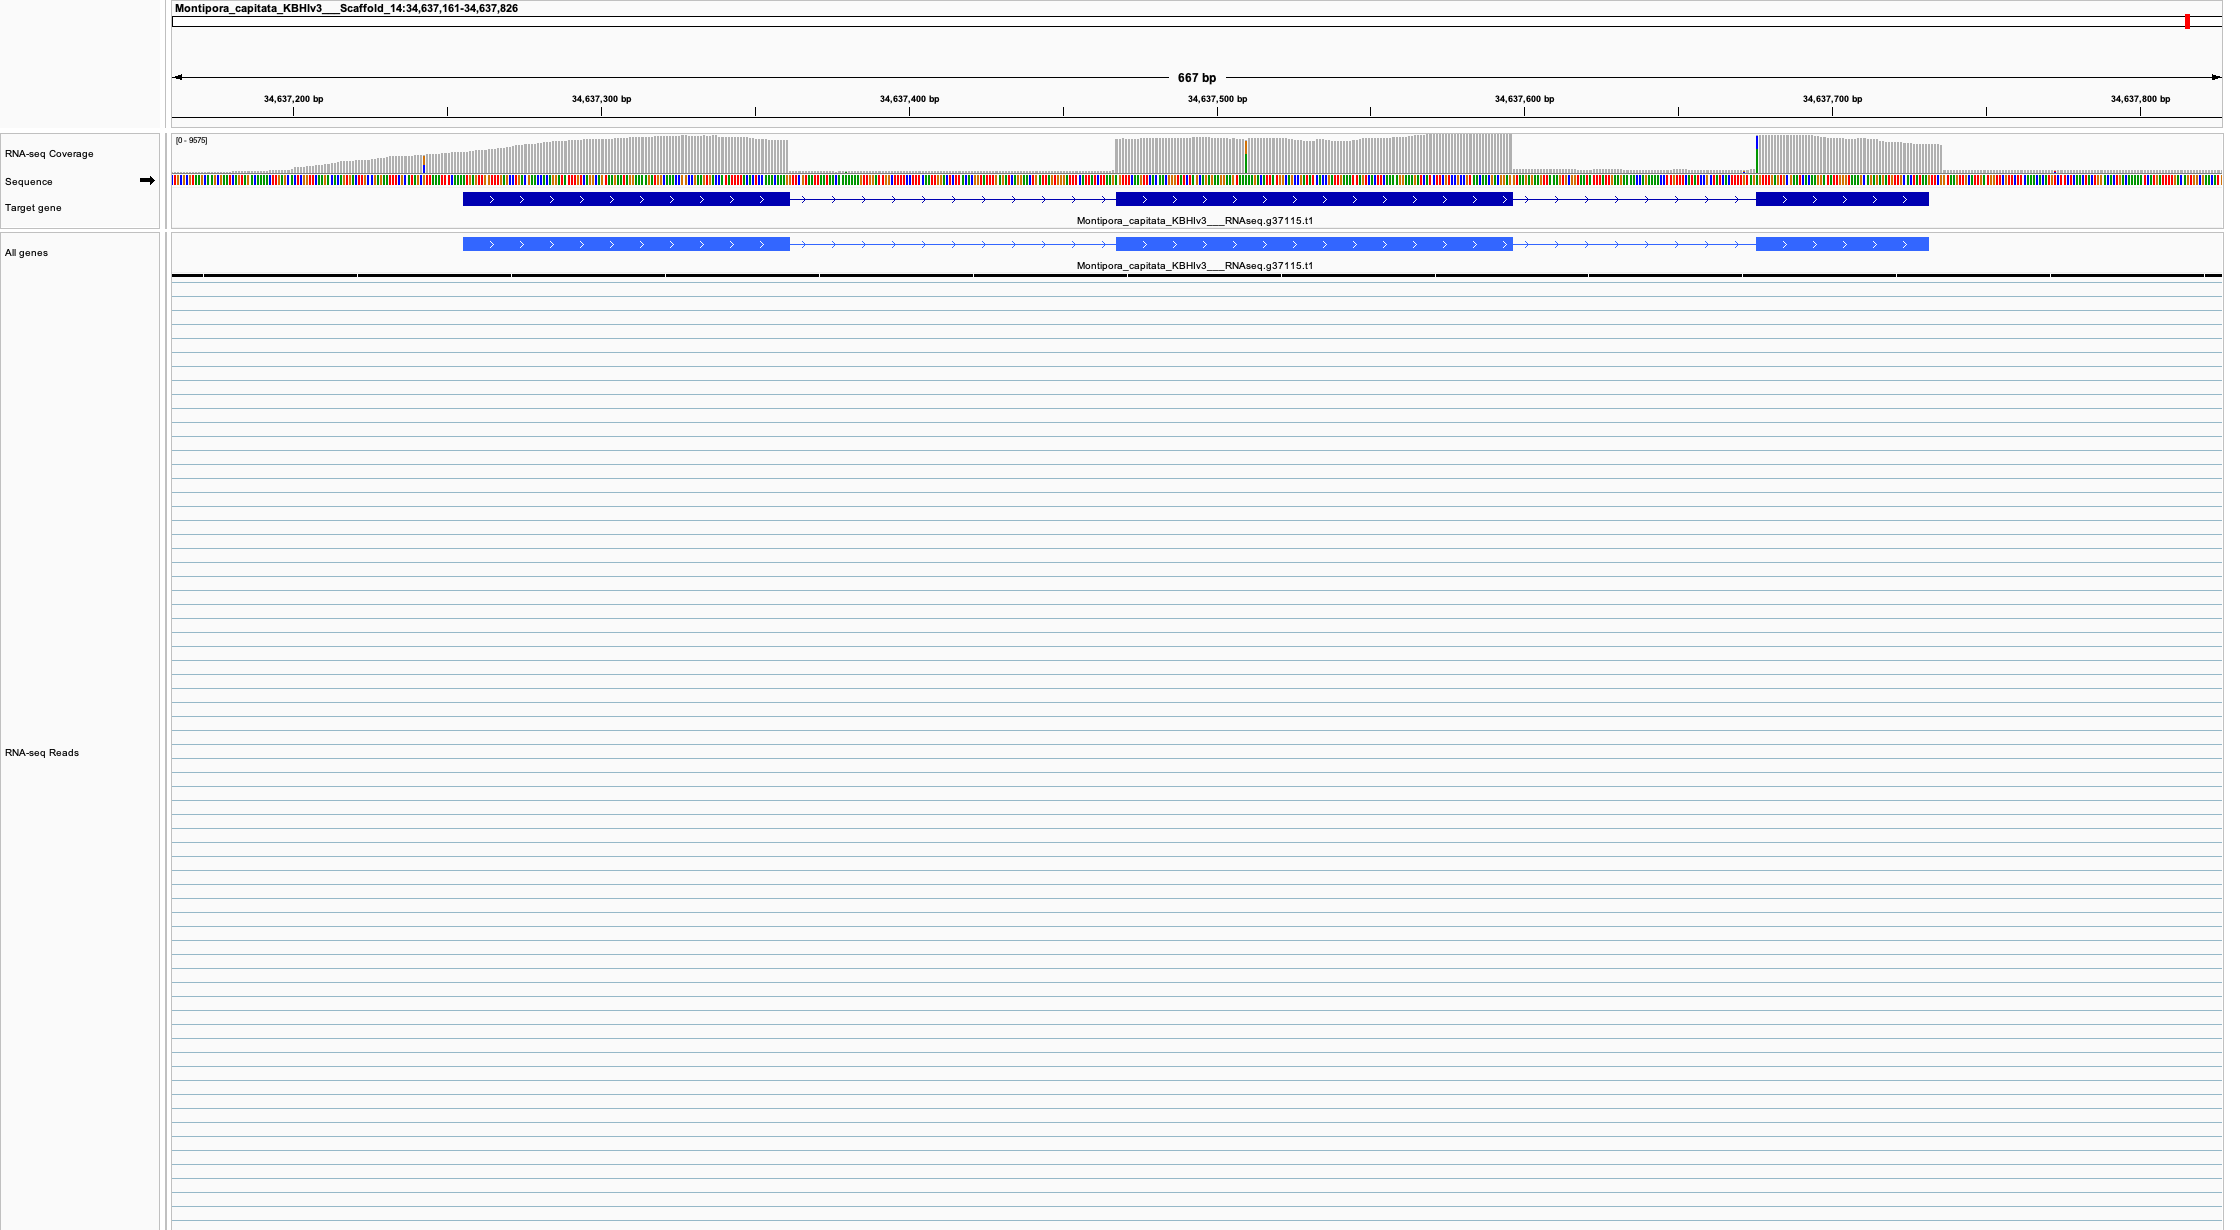 Montipora_capitata_KBHIv3___Scaffold_14:34,637,161-34,637,826
667 bp
34,637,200 bp
34,637,300 bp
34,637,400 bp
34,637,500 bp
34,637,600 bp
34,637,700 bp
34,637,800 bp
[0 - 9575]
RNA-seq Coverage
Sequence
Target gene
Montipora_capitata_KBHIv3___RNAseq.g37115.t1
All genes
Montipora_capitata_KBHIv3___RNAseq.g37115.t1
RNA-seq Reads